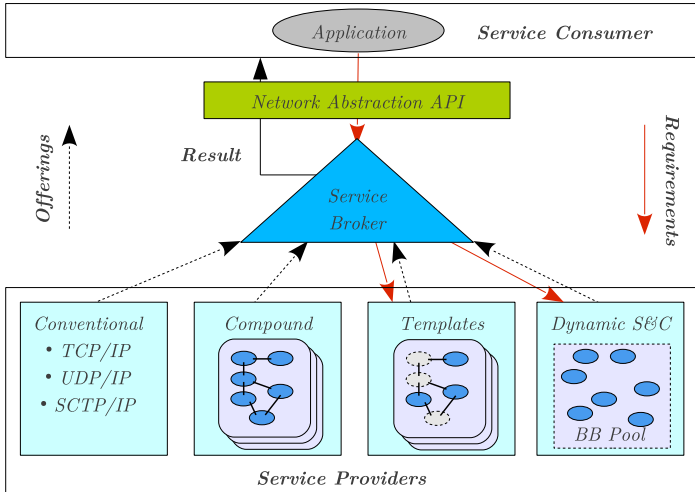 Application
Service Consumer
Network Abstraction API
Result
Offerings
Requirements
Service
Broker
Conventional
• TCP/IP
• UDP/IP
• SCTP/IP
Compound
Templates
Dynamic S&C
BB Pool
Service Providers